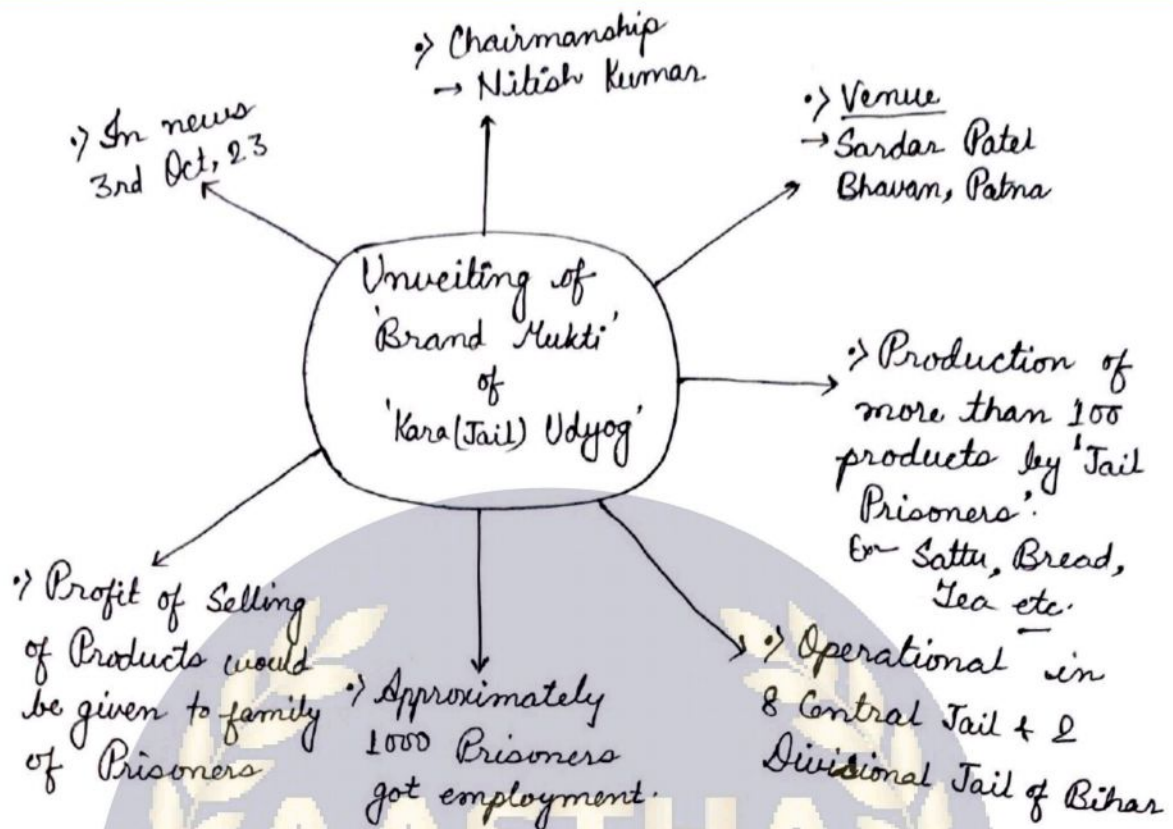 •> Chairmanship
→ Nitish Kumar
•> In news
3rd Oct, 23
•> Venue
→ Sardar Patel
Bhavan, Patna
Unveiling of
'Brand Mukti'
of
'Kara(Jail) Udyog'
•> Production of
more than 100
products by 'Jail
Prisoners'.
Ex- Sattu, Bread,
Tea etc.
•> Operational in
8 Central Jail & 2
Divisional Jail of Bihar
•> Approximately
1000 Prisoners
got employment.
•> Profit of Selling
of Products would
be given to family
of Prisoners
AASTHA